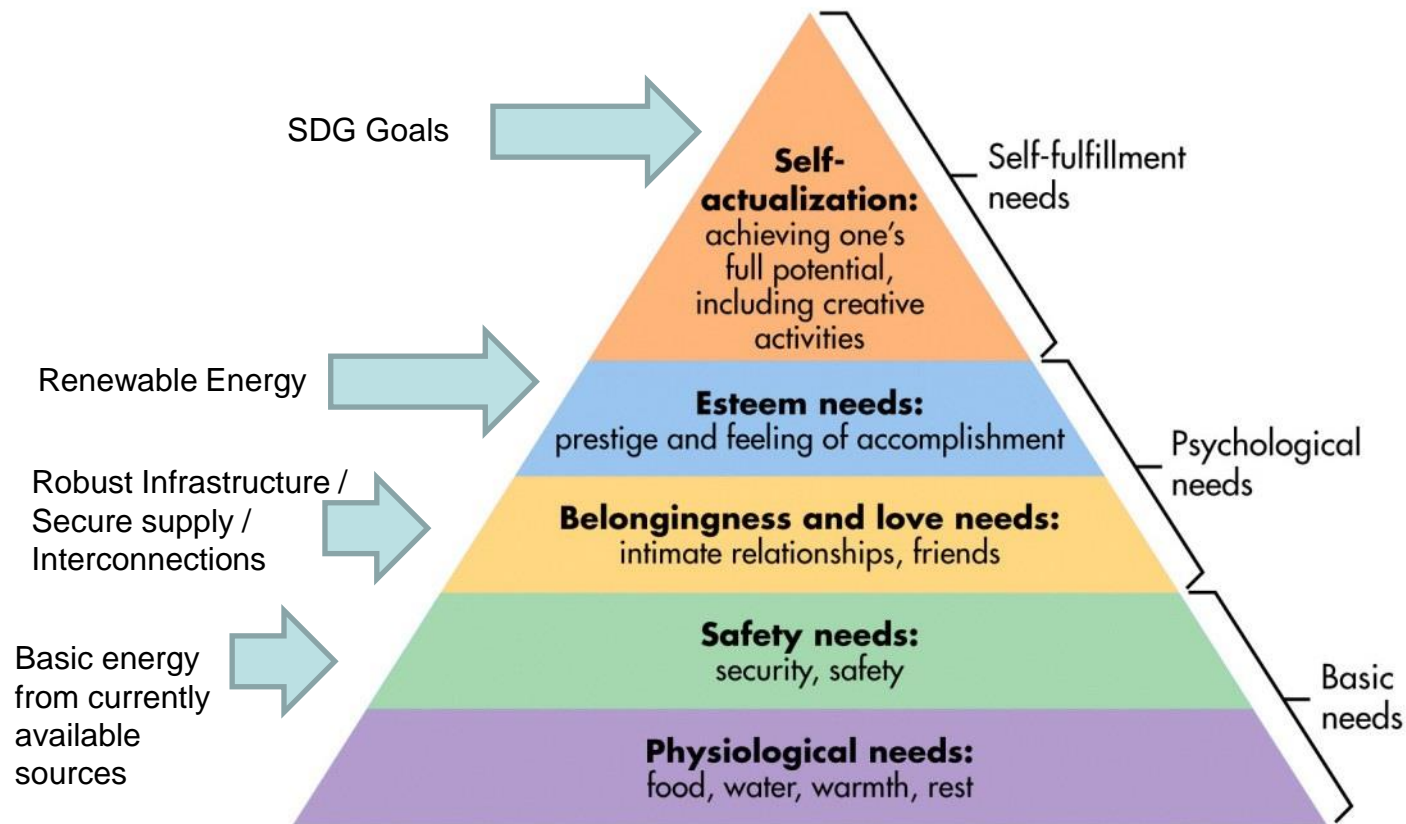 SDG Goals
Self-
actualization:
achieving one's
full potential,
including creative
activities
Self-fulfillment
needs
Renewable Energy
Esteem needs:
prestige and feeling of accomplishment
Psychological
needs
Robust Infrastructure /
Secure supply /
Interconnections
Belongingness and love needs:
intimate relationships, friends
Basic energy
from currently
available
sources
Safety needs:
security, safety
Basic
needs
Physiological needs:
food, water, warmth, rest